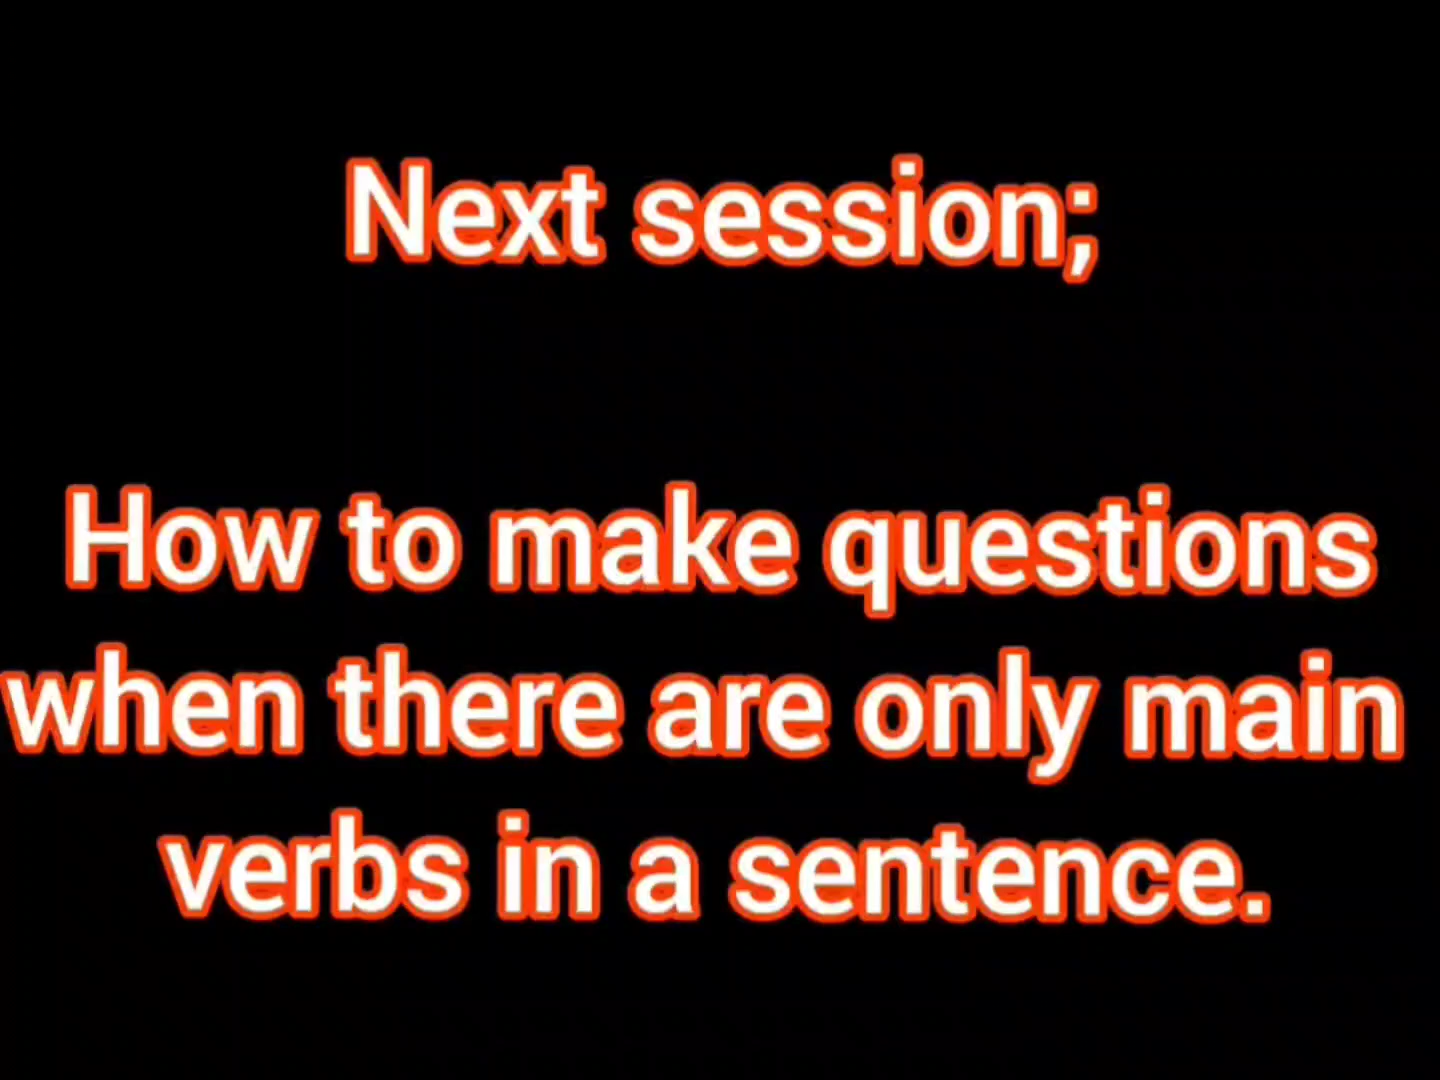 Next session;
How to make questions
when there are only main
verbs in a sentence.